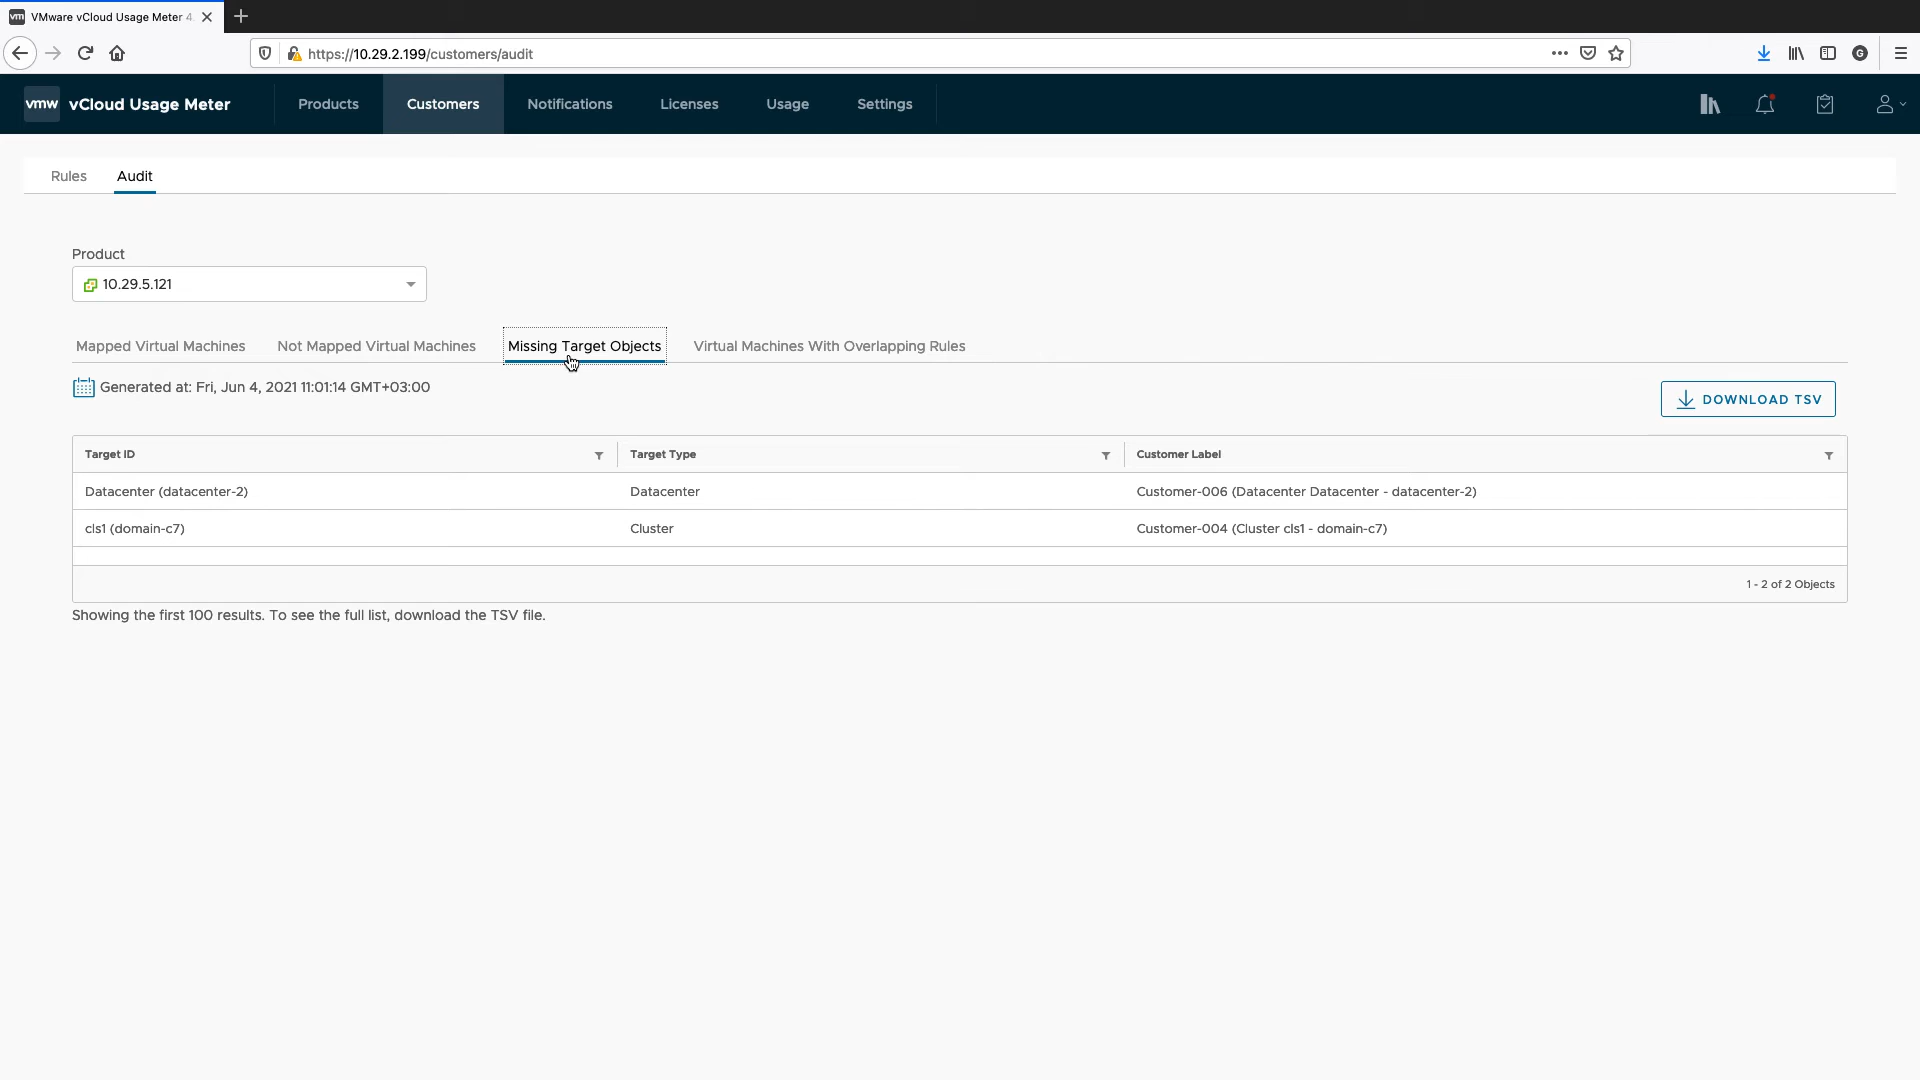 vm VMware vCloud Usage Meter 4
https://10.29.2.199/customers/audit
G
vmw vCloud Usage Meter Products Customers Notifications Licenses Usage Settings
Rules Audit
Product
10.29.5.121
Mapped Virtual Machines Not Mapped Virtual Machines Missing Target Objects Virtual Machines With Overlapping Rules
Generated at: Fri, Jun 4, 2021 11:01:14 GMT+03:00
DOWNLOAD TSV
Target ID Target Type Customer Label
Datacenter (datacenter-2) Datacenter Customer-006 (Datacenter Datacenter - datacenter-2)
cls1 (domain-c7) Cluster Customer-004 (Cluster cls1 - domain-c7)
1 - 2 of 2 Objects
Showing the first 100 results. To see the full list, download the TSV file.